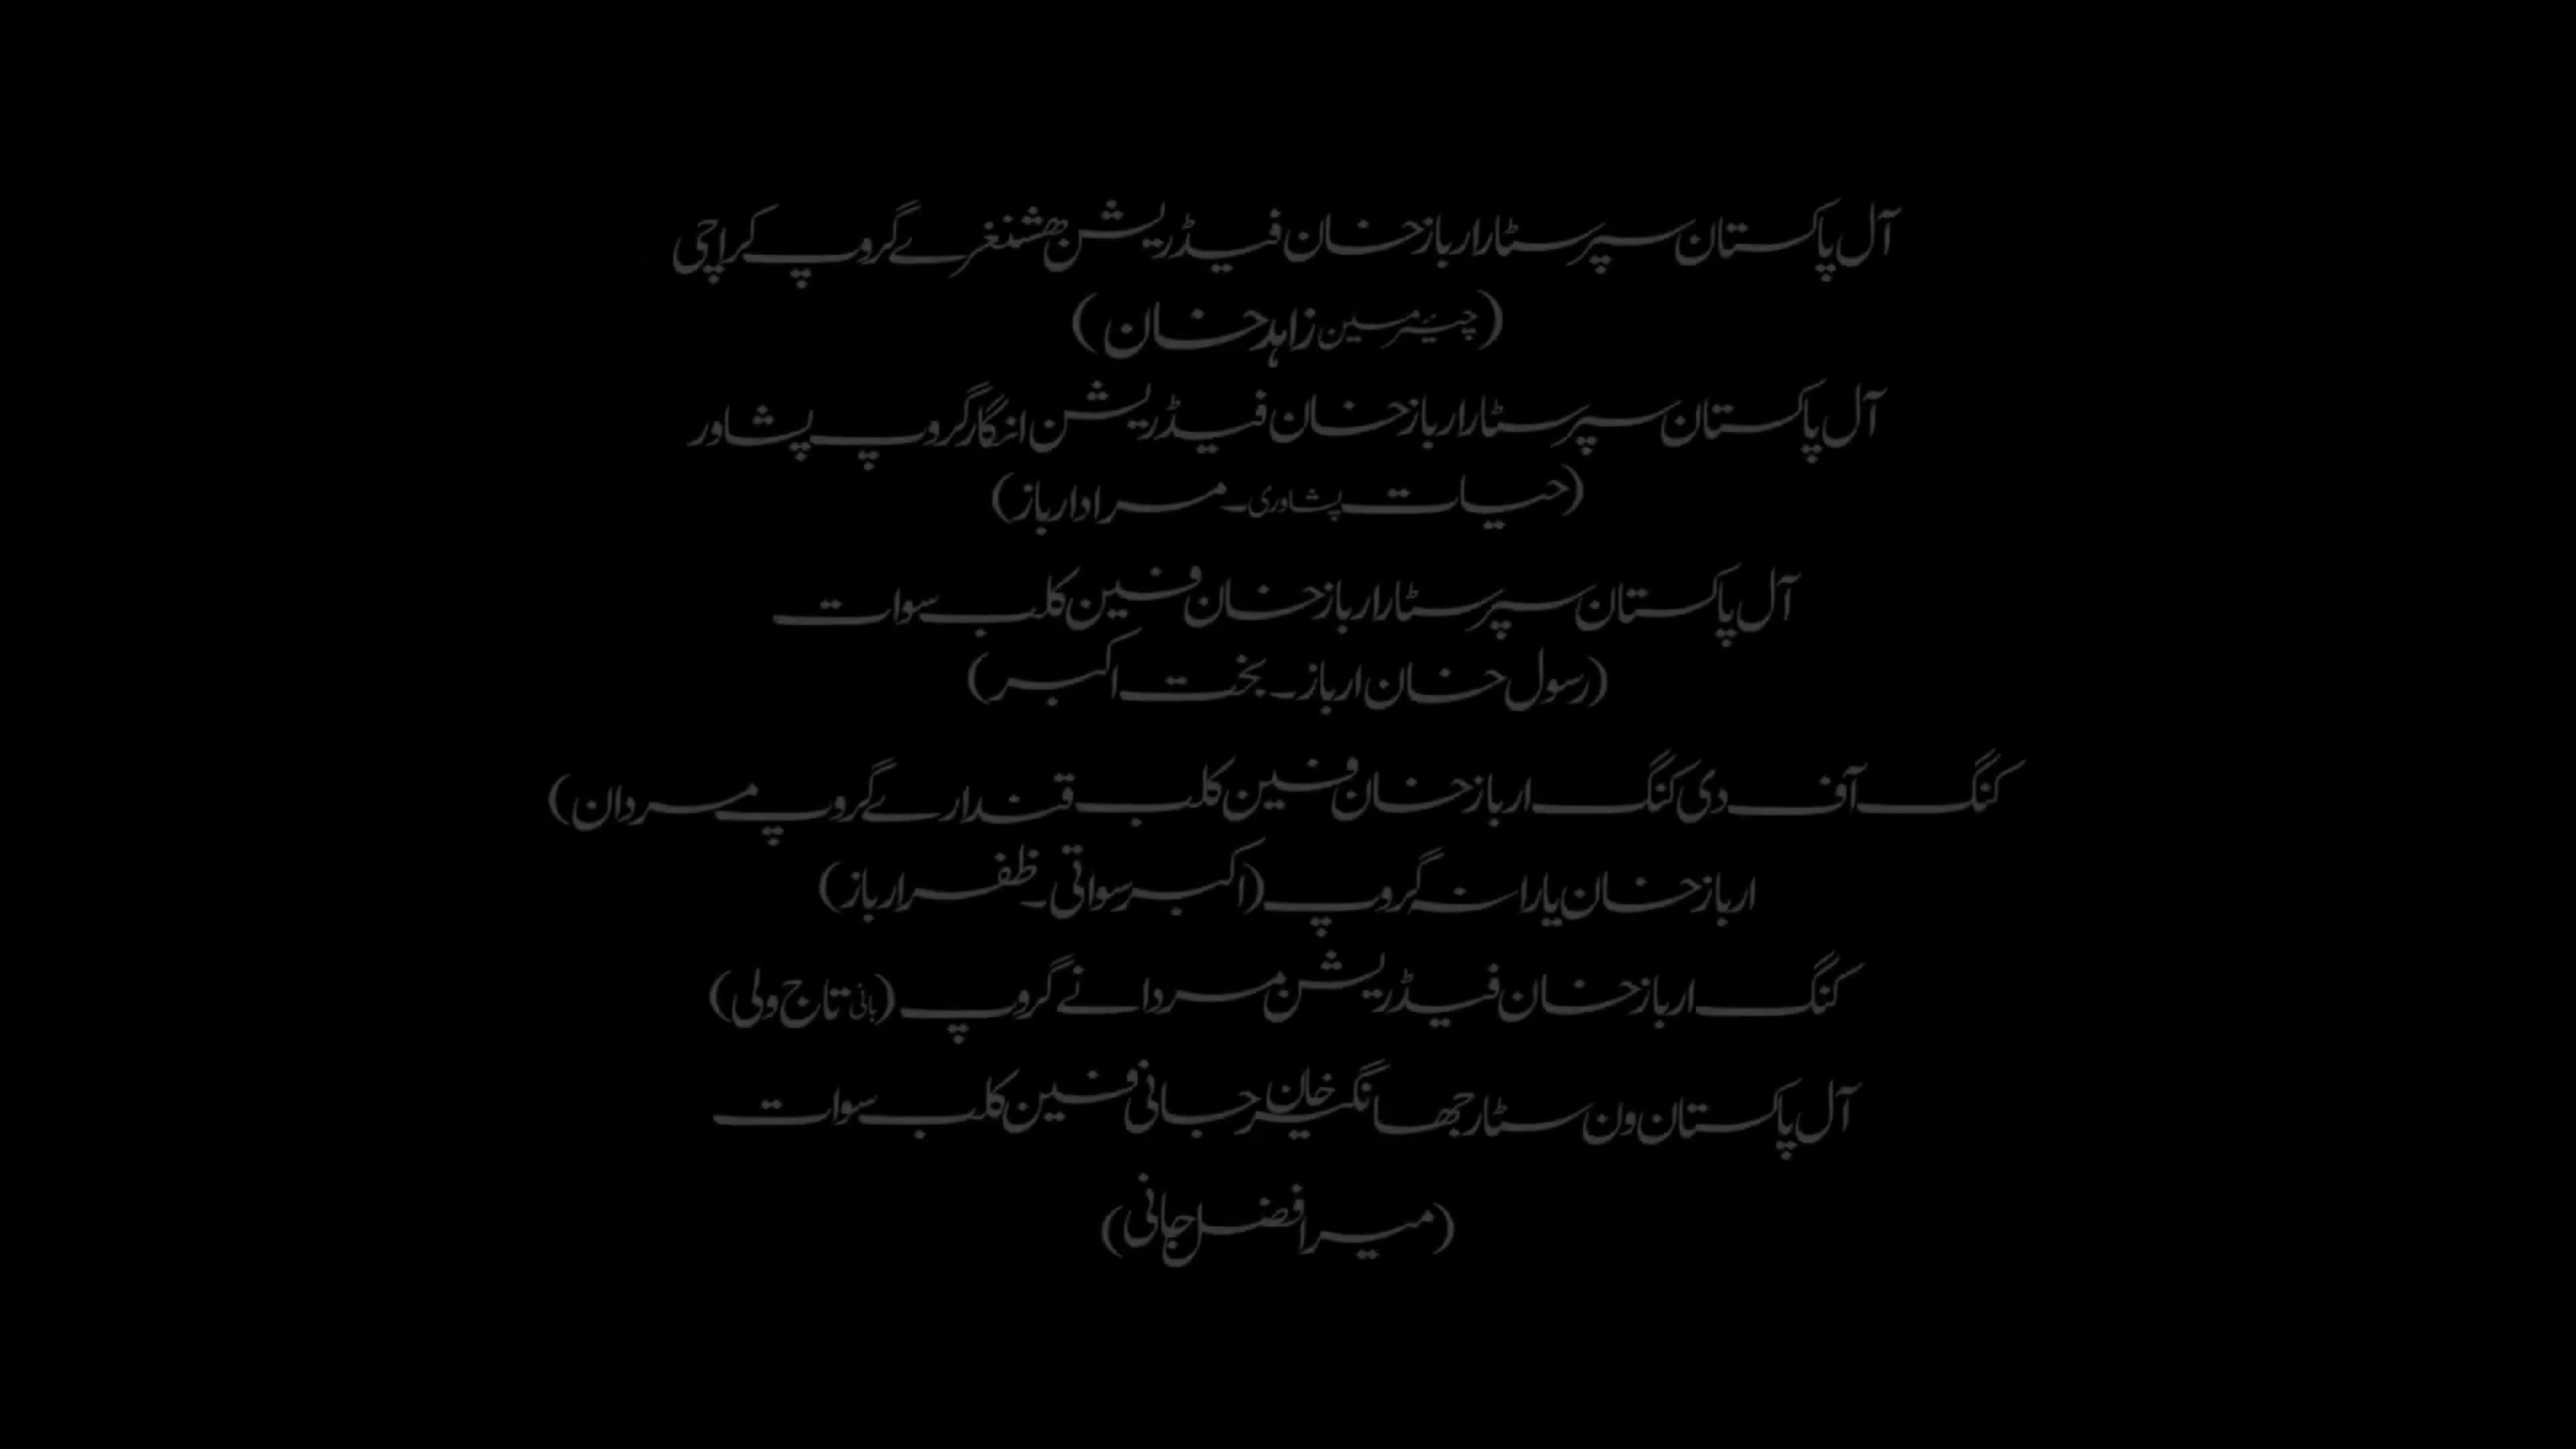 آل پاکستان سپر سٹار ارباز خان فیڈریشن ھشنغرے گروپ کراچی
(چیئرمین زاہد خان)
آل پاکستان سپر سٹار ارباز خان فیڈریشن انگار گروپ پشاور
(حیات پشاوری۔مراد ارباز)
آل پاکستان سپر سٹار ارباز خان فین کلب سوات
(رسول خان ارباز۔بخت اکبر)
کنگ آف دی کنگ ارباز خان فین کلب قندارے گروپ مردان)
ارباز خان یارانہ گروپ (اکبر سواتی۔ظفر ارباز)
کنگ ارباز خان فیڈریشن مردانے گروپ (بانی تاج ولی)
آل پاکستان ون سٹار جھانگیر خان جانی فین کلب سوات
(میر افضل جانی)